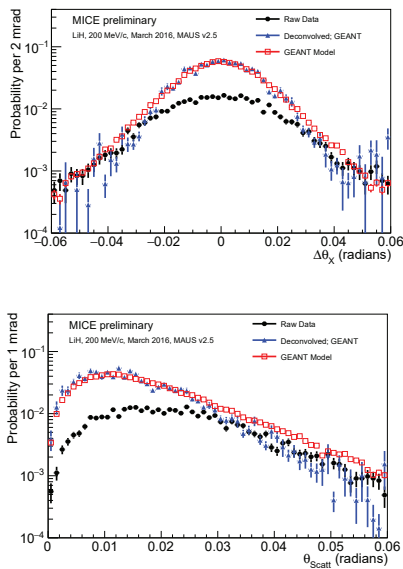 Probability per 2 mrad
MICE preliminary
LiH, 200 MeV/c, March 2016, MAUS v2.5
Raw Data
Deconvolved; GEANT
GEANT Model
10⁻¹
10⁻²
10⁻³
10⁻⁴
−0.06 −0.04 −0.02 0 0.02 0.04 0.06
Δθ_X (radians)
Probability per 1 mrad
MICE preliminary
LiH, 200 MeV/c, March 2016, MAUS v2.5
Raw Data
Deconvolved; GEANT
GEANT Model
10⁻¹
10⁻²
10⁻³
10⁻⁴
0 0.01 0.02 0.03 0.04 0.05 0.06
θ_Scatt (radians)